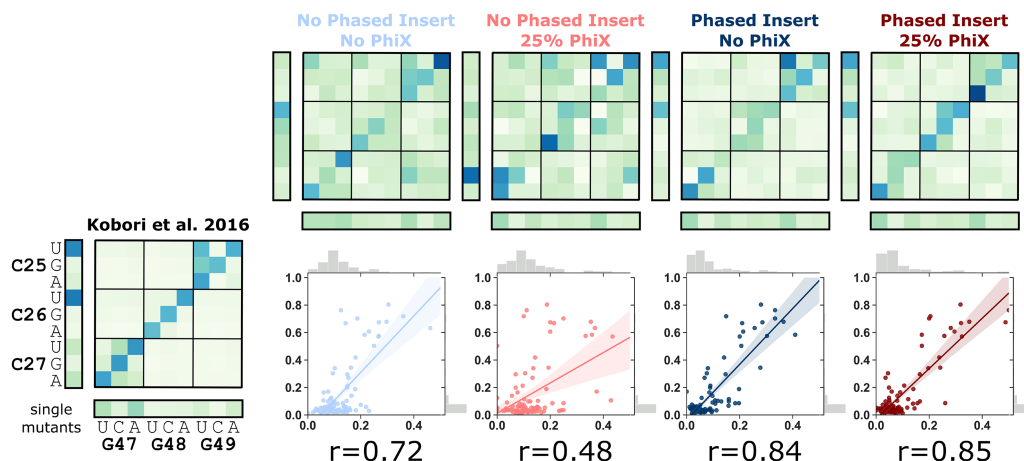 No Phased Insert
No PhiX
No Phased Insert
25% PhiX
Phased Insert
No PhiX
Phased Insert
25% PhiX
Kobori et al. 2016
C25
U
G
A
C26
U
G
A
C27
U
G
A
single
mutants
U C A U C A U C A
G47 G48 G49
1.0
0.8
0.6
0.4
0.2
0.0
0.0 0.2 0.4
r=0.72
1.0
0.8
0.6
0.4
0.2
0.0
0.0 0.2 0.4
r=0.48
1.0
0.8
0.6
0.4
0.2
0.0
0.0 0.2 0.4
r=0.84
1.0
0.8
0.6
0.4
0.2
0.0
0.0 0.2 0.4
r=0.85